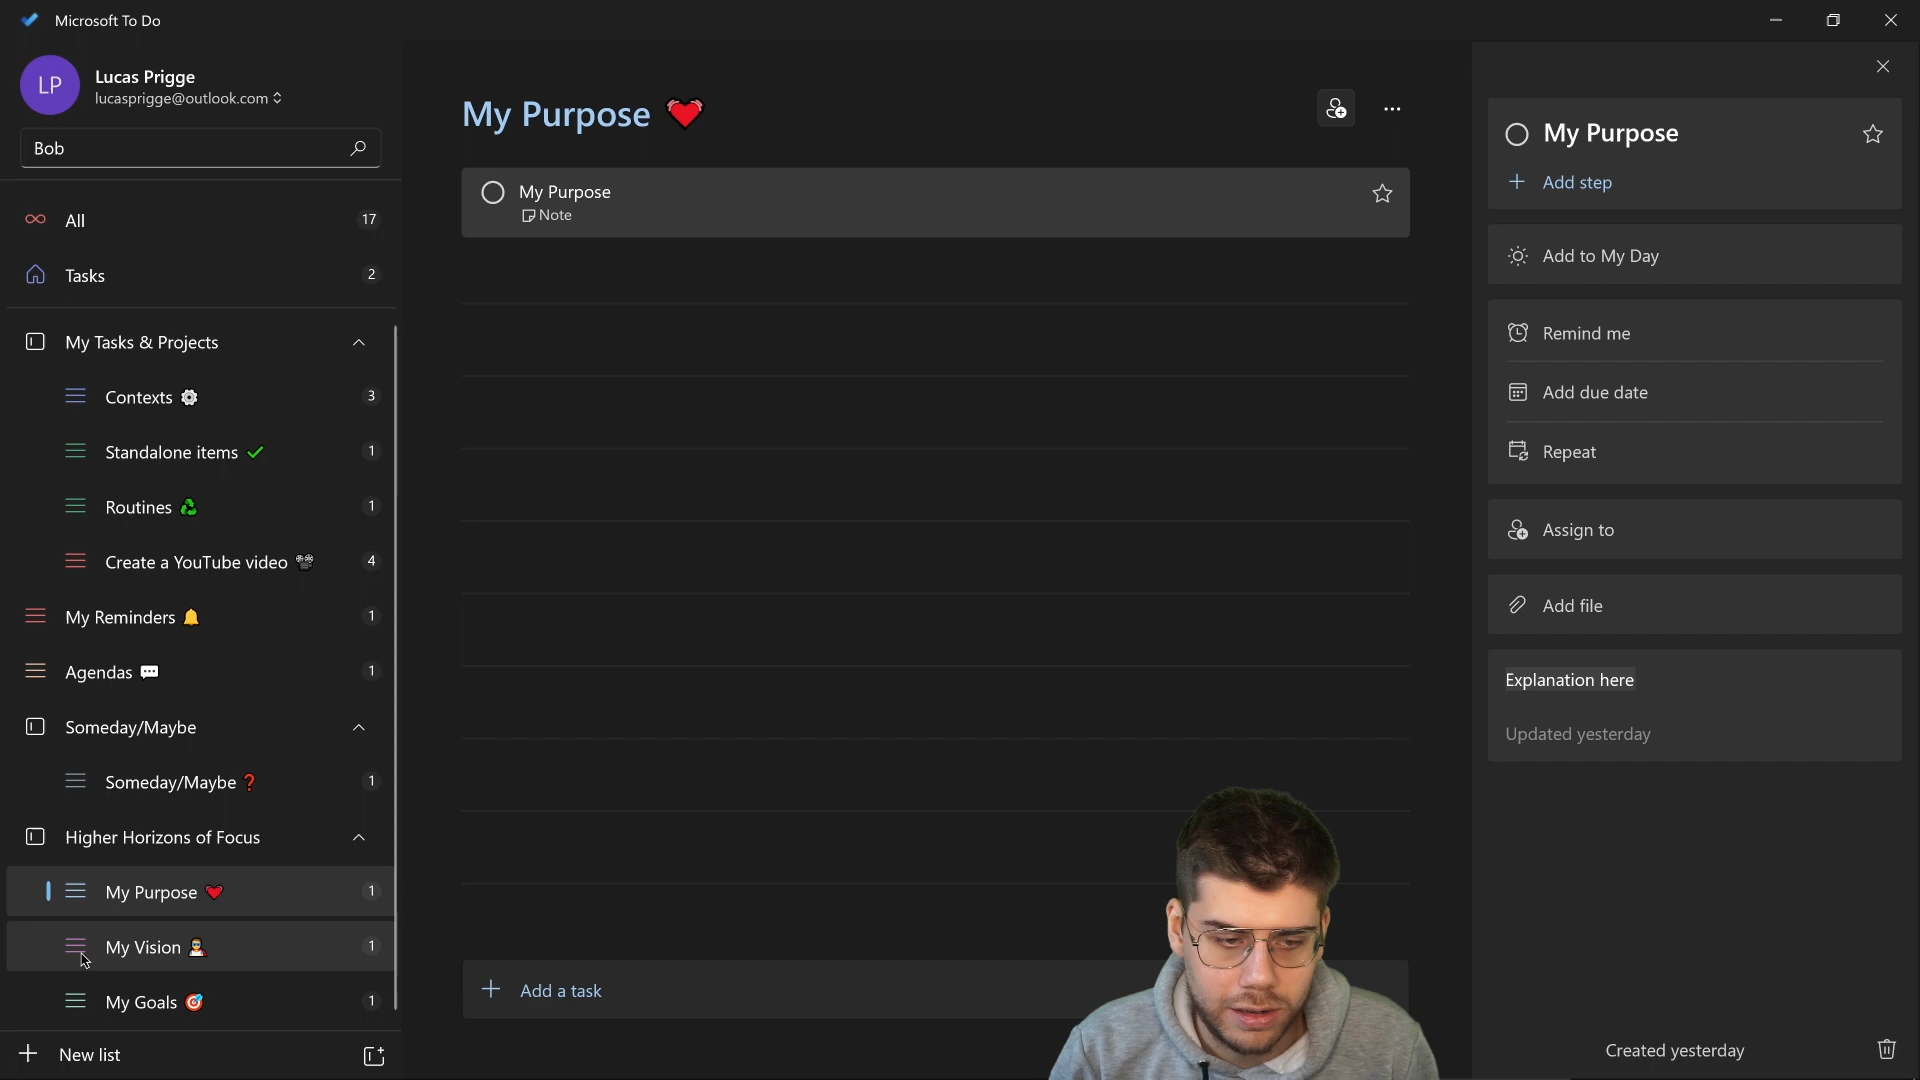 Microsoft To Do
LP
Lucas Prigge
lucasprigge@outlook.com
Bob
All 17
Tasks 2
My Tasks & Projects
Contexts 3
Standalone items 1
Routines 1
Create a YouTube video 4
My Reminders 1
Agendas 1
Someday/Maybe
Someday/Maybe 1
Higher Horizons of Focus
My Purpose 1
My Vision 1
My Goals 1
New list
My Purpose
My Purpose
Note
Add a task
My Purpose
Add step
Add to My Day
Remind me
Add due date
Repeat
Assign to
Add file
Explanation here
Updated yesterday
Created yesterday